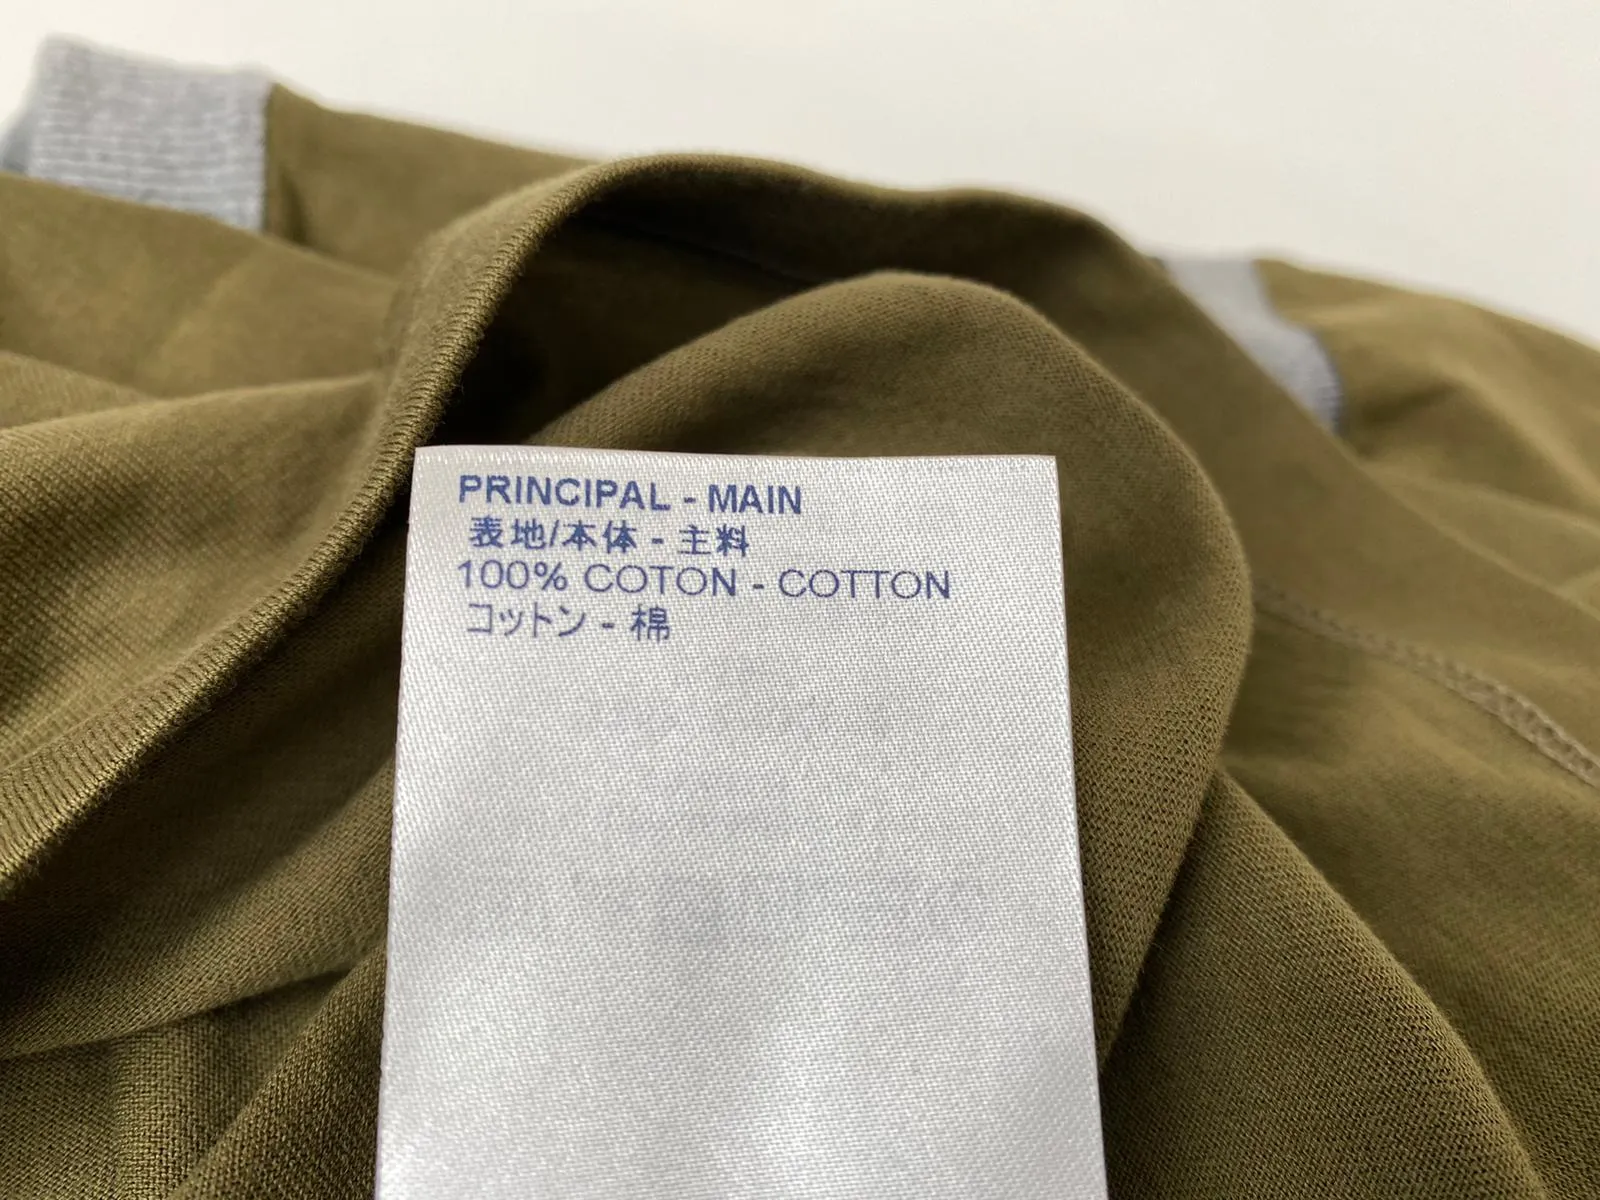 PRINCIPAL - MAIN
表地/本体 - 主料
100% COTON - COTTON
コットン - 棉